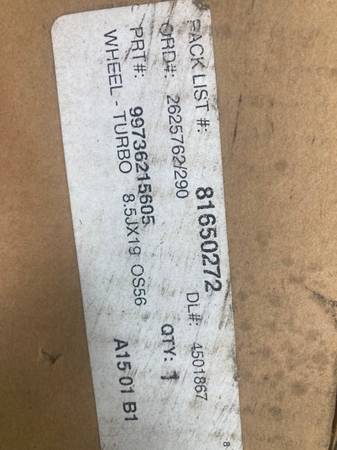 PACK LIST #: 81650272 DL#: 4501867
ORD#: 2625762/290 QTY: 1
PRT#: 99736215605
WHEEL - TURBO 8.5JX19 OS56
A15 01 B1